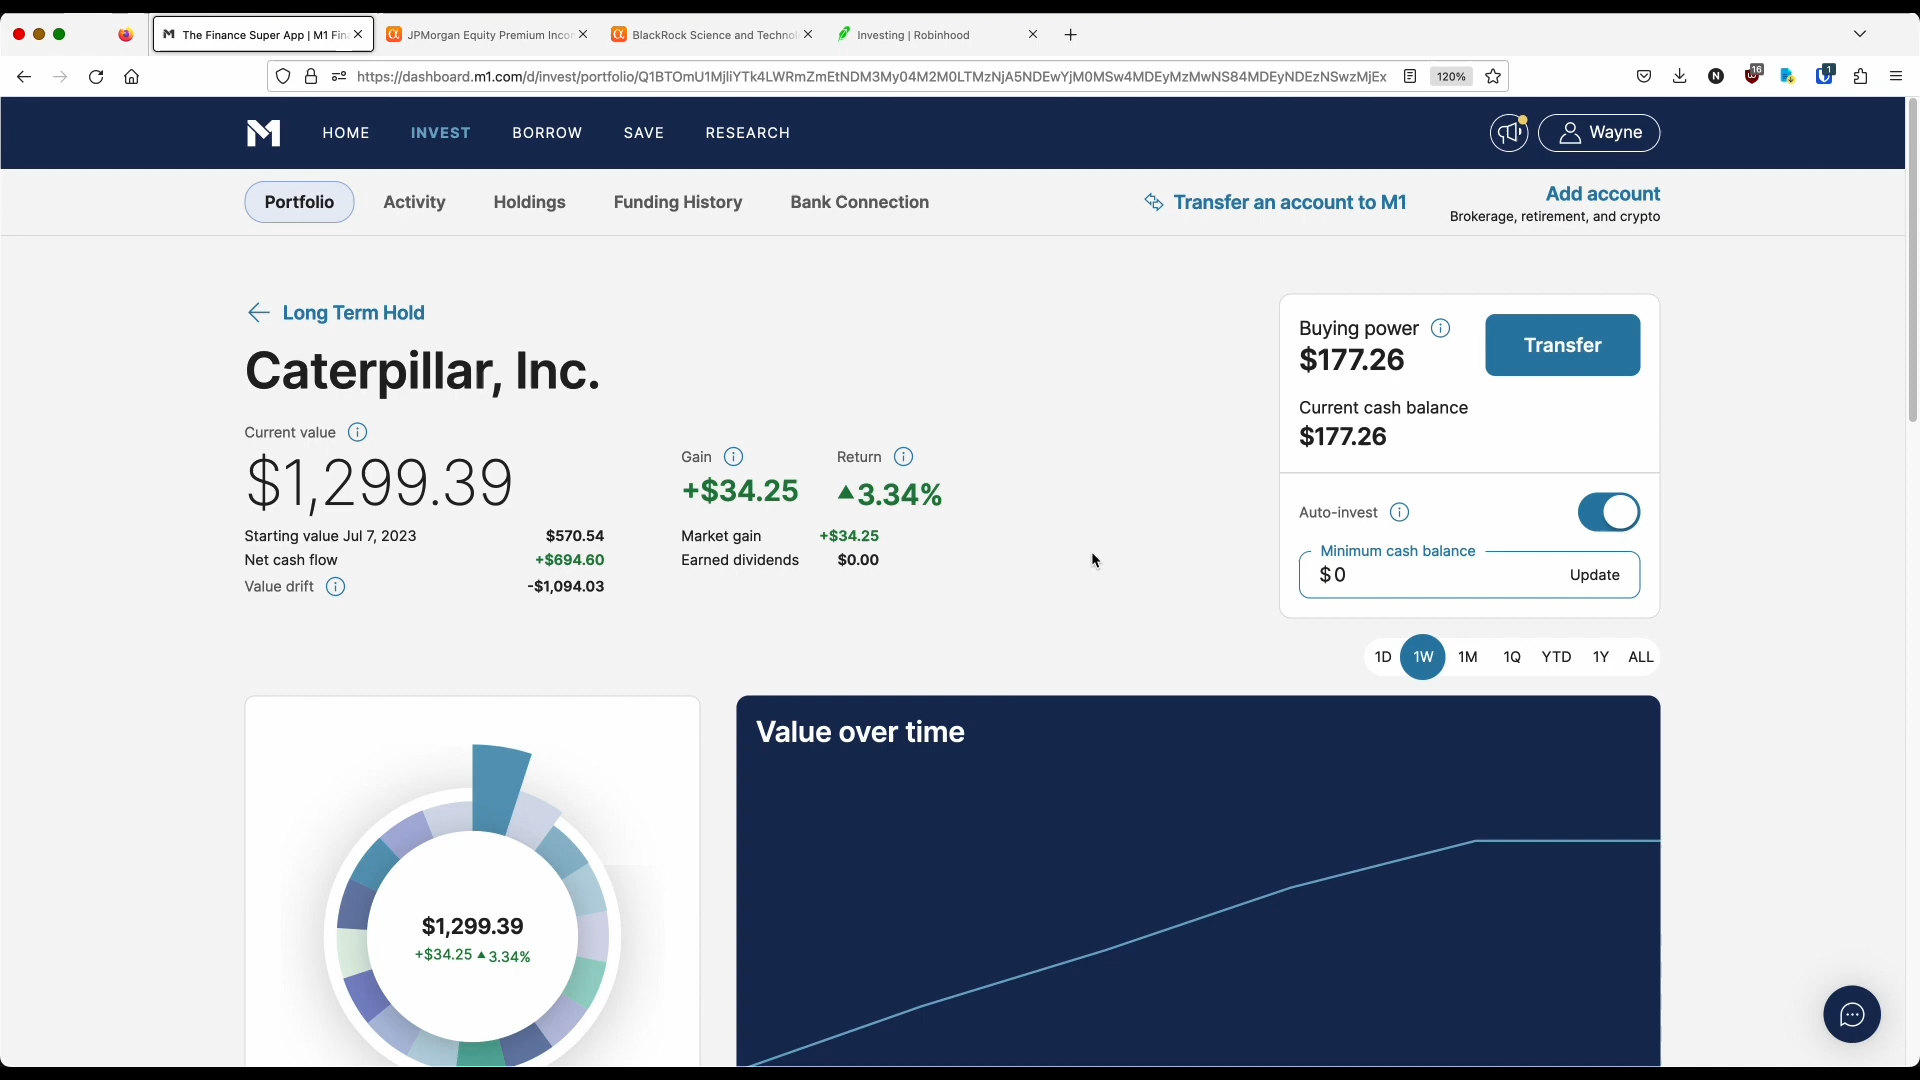 The Finance Super App | M1 Fin
JPMorgan Equity Premium Incor
BlackRock Science and Technol
Investing | Robinhood
https://dashboard.m1.com/d/invest/portfolio/Q1BTOmU1MjliYTk4LWRmZmEtNDM3My04M2M0LTMzNjA5NDEwYjM0MSw4MDEyMzMwNS84MDEyNDEzNSwzMjEx
120%
16
1
HOME
INVEST
BORROW
SAVE
RESEARCH
Wayne
Portfolio
Activity
Holdings
Funding History
Bank Connection
Transfer an account to M1
Add account
Brokerage, retirement, and crypto
Long Term Hold
Caterpillar, Inc.
Current value
$1,299.39
Starting value Jul 7, 2023 $570.54
Net cash flow +$694.60
Value drift -$1,094.03
Gain
+$34.25
Return
3.34%
Market gain +$34.25
Earned dividends $0.00
Buying power
$177.26
Transfer
Current cash balance
$177.26
Auto-invest
Minimum cash balance
$0
Update
1D 1W 1M 1Q YTD 1Y ALL
$1,299.39
+$34.25 3.34%
Value over time